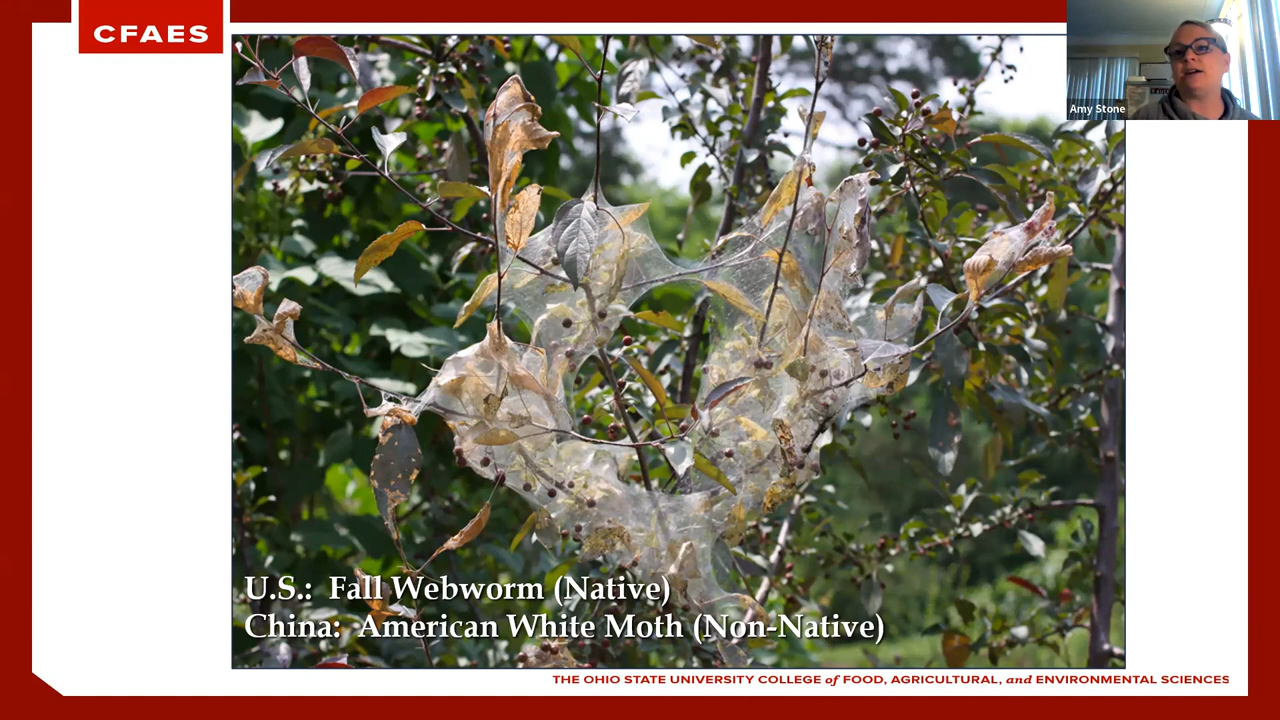 CFAES
Amy Stone
U.S.: Fall Webworm (Native)
China: American White Moth (Non-Native)
THE OHIO STATE UNIVERSITY COLLEGE of FOOD, AGRICULTURAL, and ENVIRONMENTAL SCIENCES